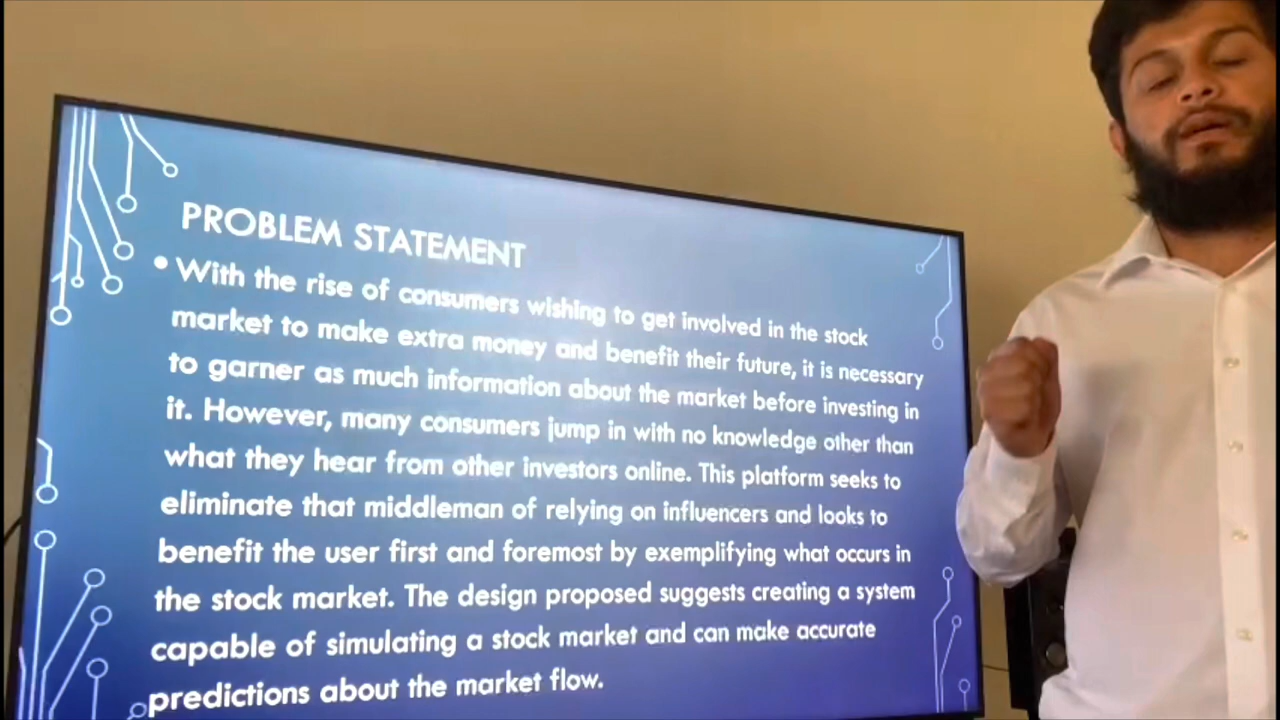 PROBLEM STATEMENT
• With the rise of consumers wishing to get involved in the stock
market to make extra money and benefit their future, it is necessary
to garner as much information about the market before investing in
it. However, many consumers jump in with no knowledge other than
what they hear from other investors online. This platform seeks to
eliminate that middleman of relying on influencers and looks to
benefit the user first and foremost by exemplifying what occurs in
the stock market. The design proposed suggests creating a system
capable of simulating a stock market and can make accurate
predictions about the market flow.